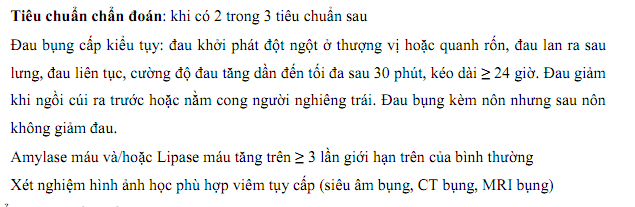 Tiêu chuẩn chẩn đoán: khi có 2 trong 3 tiêu chuẩn sau
Đau bụng cấp kiểu tụy: đau khởi phát đột ngột ở thượng vị hoặc quanh rốn, đau lan ra sau
lưng, đau liên tục, cường độ đau tăng dần đến tối đa sau 30 phút, kéo dài ≥ 24 giờ. Đau giảm
khi ngồi cúi ra trước hoặc nằm cong người nghiêng trái. Đau bụng kèm nôn nhưng sau nôn
không giảm đau.
Amylase máu và/hoặc Lipase máu tăng trên ≥ 3 lần giới hạn trên của bình thường
Xét nghiệm hình ảnh học phù hợp viêm tụy cấp (siêu âm bụng, CT bụng, MRI bụng)